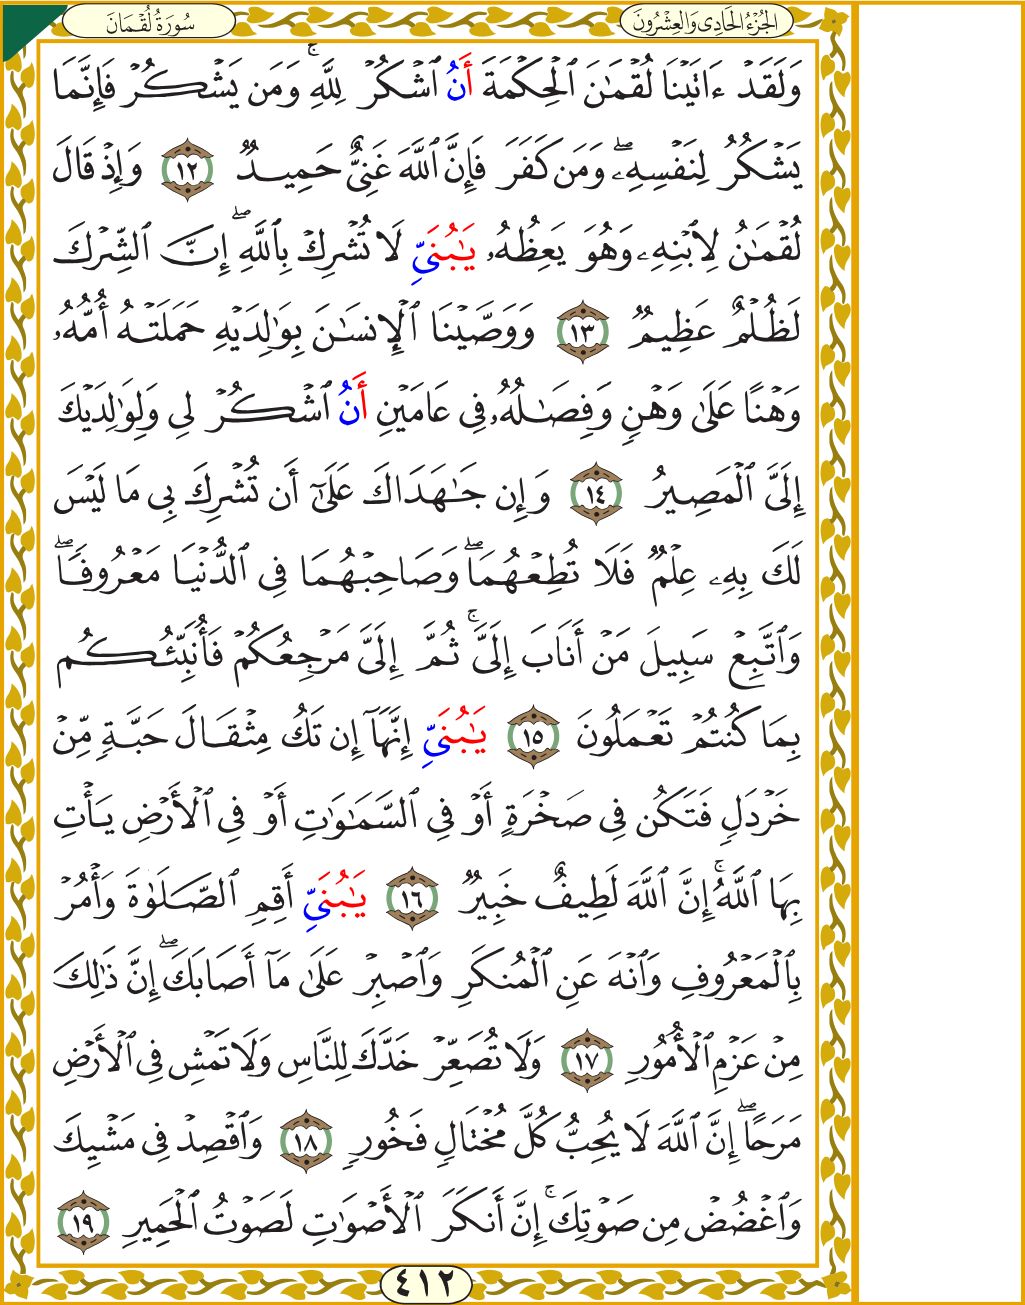 الجُزْءُ الحَادِى وَالعِشْرُونَ
سُورَةُ لُقْمَانَ
وَلَقَدْ ءَاتَيْنَا لُقْمَٰنَ ٱلْحِكْمَةَ أَنُ ٱشْكُرْ لِلَّهِۚ وَمَن يَشْكُرْ فَإِنَّمَا
يَشْكُرُ لِنَفْسِهِۦۖ وَمَن كَفَرَ فَإِنَّ ٱللَّهَ غَنِىٌّ حَمِيدٌ ١٢ وَإِذْ قَالَ
لُقْمَٰنُ لِٱبْنِهِۦ وَهُوَ يَعِظُهُۥ يَٰبُنَىِّ لَا تُشْرِكْ بِٱللَّهِۖ إِنَّ ٱلشِّرْكَ
لَظُلْمٌ عَظِيمٌ ١٣ وَوَصَّيْنَا ٱلْإِنسَٰنَ بِوَٰلِدَيْهِ حَمَلَتْهُ أُمُّهُۥ
وَهْنًا عَلَىٰ وَهْنٍ وَفِصَٰلُهُۥ فِى عَامَيْنِ أَنُ ٱشْكُرْ لِى وَلِوَٰلِدَيْكَ
إِلَىَّ ٱلْمَصِيرُ ١٤ وَإِن جَٰهَدَاكَ عَلَىٰٓ أَن تُشْرِكَ بِى مَا لَيْسَ
لَكَ بِهِۦ عِلْمٌ فَلَا تُطِعْهُمَاۖ وَصَاحِبْهُمَا فِى ٱلدُّنْيَا مَعْرُوفًاۖ
وَٱتَّبِعْ سَبِيلَ مَنْ أَنَابَ إِلَىَّۚ ثُمَّ إِلَىَّ مَرْجِعُكُمْ فَأُنَبِّئُكُم
بِمَا كُنتُمْ تَعْمَلُونَ ١٥ يَٰبُنَىِّ إِنَّهَآ إِن تَكُ مِثْقَالَ حَبَّةٍ مِّنْ
خَرْدَلٍ فَتَكُن فِى صَخْرَةٍ أَوْ فِى ٱلسَّمَٰوَٰتِ أَوْ فِى ٱلْأَرْضِ يَأْتِ
بِهَا ٱللَّهُۚ إِنَّ ٱللَّهَ لَطِيفٌ خَبِيرٌ ١٦ يَٰبُنَىِّ أَقِمِ ٱلصَّلَوٰةَ وَأْمُرْ
بِٱلْمَعْرُوفِ وَٱنْهَ عَنِ ٱلْمُنكَرِ وَٱصْبِرْ عَلَىٰ مَآ أَصَابَكَۖ إِنَّ ذَٰلِكَ
مِنْ عَزْمِ ٱلْأُمُورِ ١٧ وَلَا تُصَعِّرْ خَدَّكَ لِلنَّاسِ وَلَا تَمْشِ فِى ٱلْأَرْضِ
مَرَحًاۖ إِنَّ ٱللَّهَ لَا يُحِبُّ كُلَّ مُخْتَالٍ فَخُورٍ ١٨ وَٱقْصِدْ فِى مَشْيِكَ
وَٱغْضُضْ مِن صَوْتِكَۚ إِنَّ أَنكَرَ ٱلْأَصْوَٰتِ لَصَوْتُ ٱلْحَمِيرِ ١٩
٤١٢